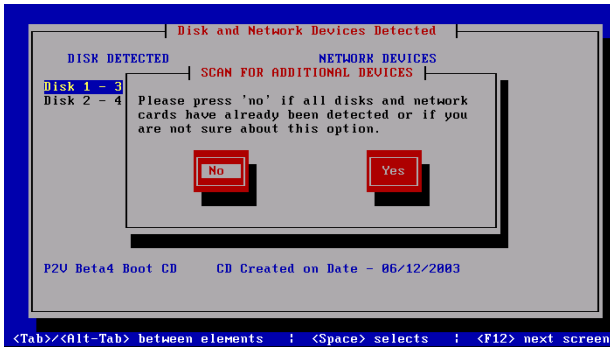 Disk and Network Devices Detected
DISK DETECTED NETWORK DEVICES
SCAN FOR ADDITIONAL DEVICES
Disk 1 - 3
Disk 2 - 4
Please press 'no' if all disks and network
cards have already been detected or if you
are not sure about this option.
No Yes
P2V Beta4 Boot CD CD Created on Date - 06/12/2003
<Tab>/<Alt-Tab> between elements ¦ <Space> selects ¦ <F12> next screen